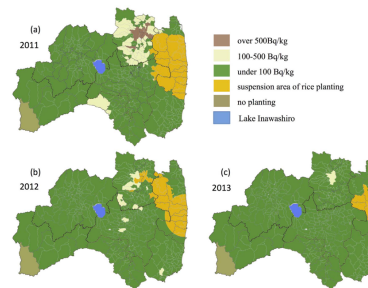 (a)
2011
over 500Bq/kg
100-500 Bq/kg
under 100 Bq/kg
suspension area of rice planting
no planting
Lake Inawashiro
(b)
2012
(c)
2013